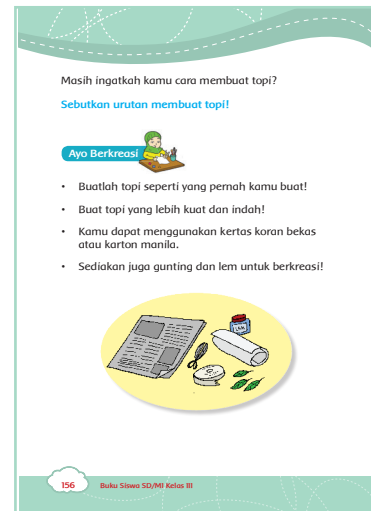 Masih ingatkah kamu cara membuat topi?
Sebutkan urutan membuat topi!
Ayo Berkreasi
• Buatlah topi seperti yang pernah kamu buat!
• Buat topi yang lebih kuat dan indah!
• Kamu dapat menggunakan kertas koran bekas
atau karton manila.
• Sediakan juga gunting dan lem untuk berkreasi!
156
Buku Siswa SD/MI Kelas III